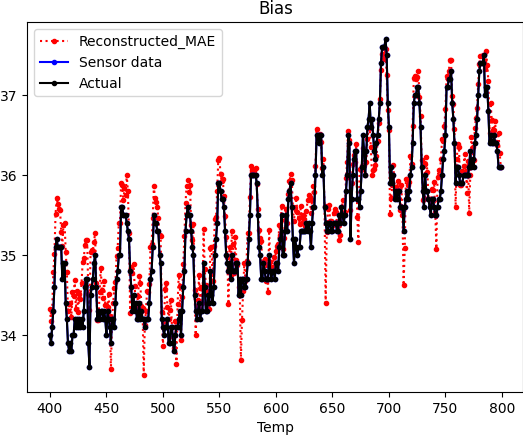 Bias
Reconstructed_MAE
Sensor data
Actual
37
36
35
34
400 450 500 550 600 650 700 750 800
Temp